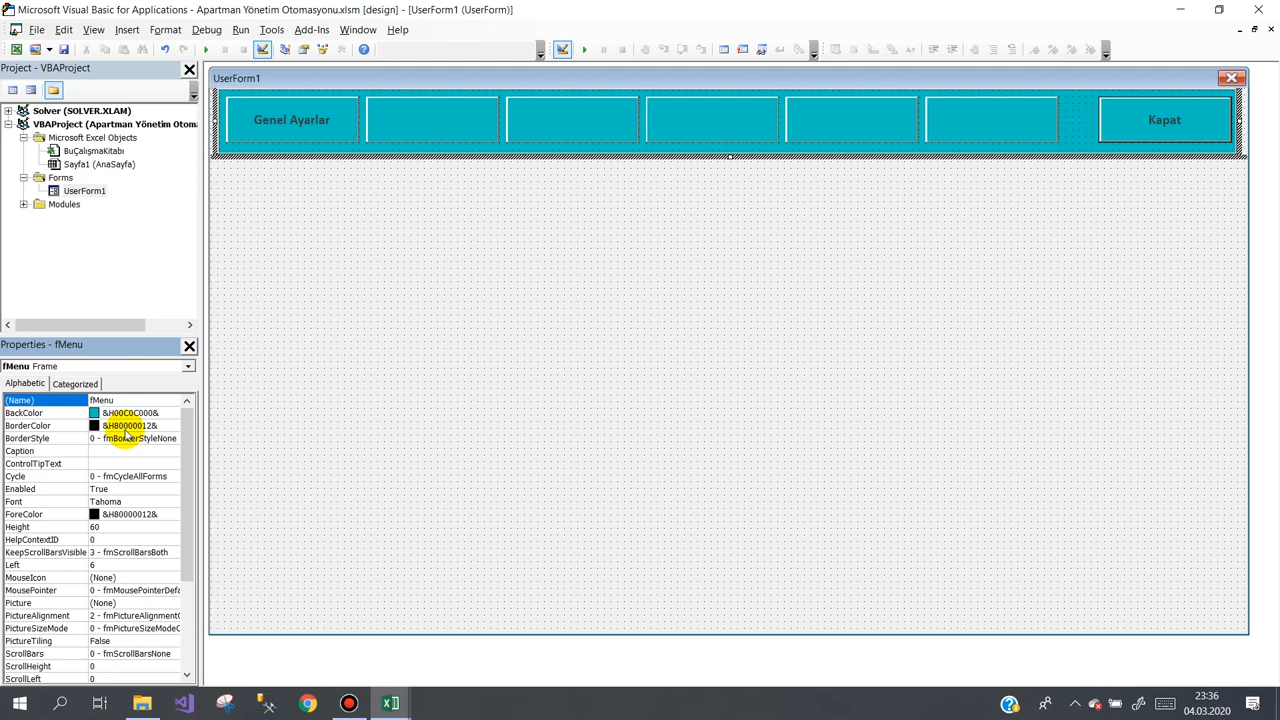 Microsoft Visual Basic for Applications - Apartman Yönetim Otomasyonu.xlsm [design] - [UserForm1 (UserForm)]
File Edit View Insert Format Debug Run Tools Add-Ins Window Help
Project - VBAProject
Solver (SOLVER.XLAM)
VBAProject (Apartman Yönetim Otom
Microsoft Excel Objects
BuÇalışmaKitabı
Sayfa1 (AnaSayfa)
Forms
UserForm1
Modules
UserForm1
Genel Ayarlar
Kapat
Properties - fMenu
fMenu Frame
Alphabetic Categorized
(Name) fMenu
BackColor &H00C0C000&
BorderColor &H80000012&
BorderStyle 0 - fmBorderStyleNone
Caption
ControlTipText
Cycle 0 - fmCycleAllForms
Enabled True
Font Tahoma
ForeColor &H80000012&
Height 60
HelpContextID 0
KeepScrollBarsVisible 3 - fmScrollBarsBoth
Left 6
MouseIcon (None)
MousePointer 0 - fmMousePointerDefa
Picture (None)
PictureAlignment 2 - fmPictureAlignmentC
PictureSizeMode 0 - fmPictureSizeModeC
PictureTiling False
ScrollBars 0 - fmScrollBarsNone
ScrollHeight 0
ScrollLeft 0
23:36
04.03.2020